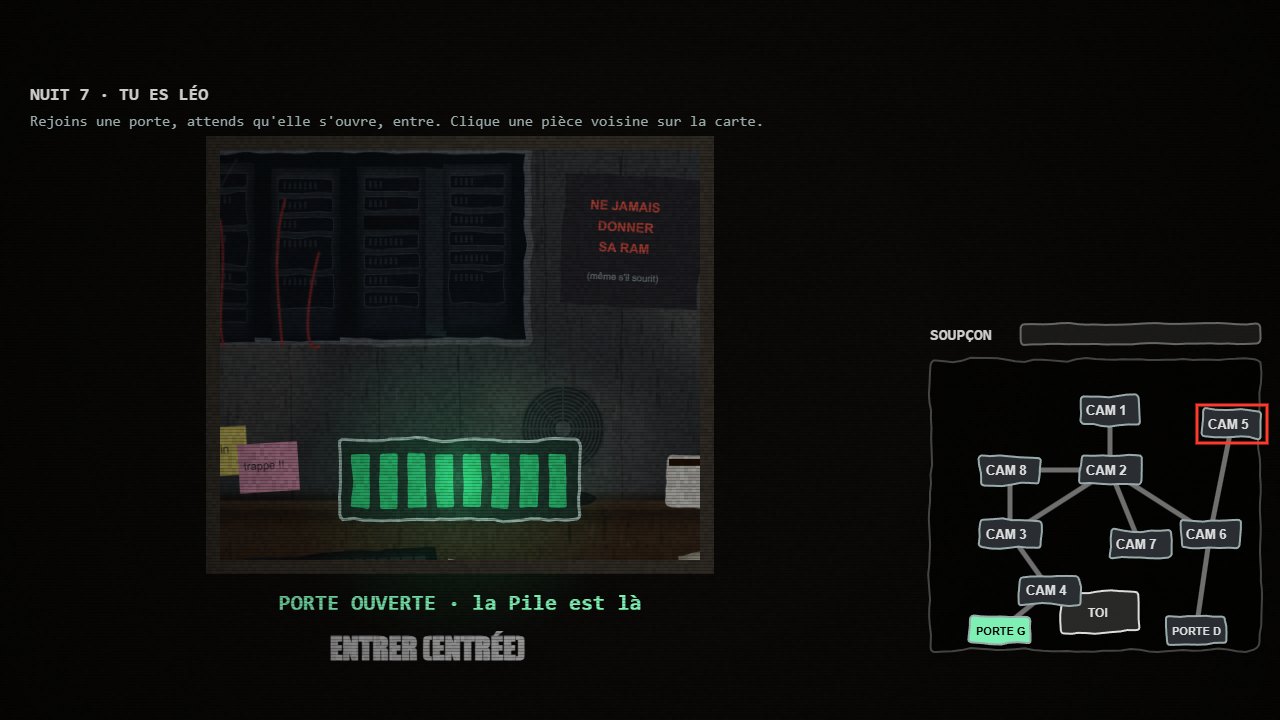 NUIT 7 · TU ES LÉO
Rejoins une porte, attends qu'elle s'ouvre, entre. Clique une pièce voisine sur la carte.
NE JAMAIS
DONNER
SA RAM
(même s'il sourit)
trappe !!
PORTE OUVERTE · la Pile est là
ENTRER (ENTRÉE)
SOUPÇON
CAM 1
CAM 5
CAM 8
CAM 2
CAM 3
CAM 7
CAM 6
CAM 4
TOI
PORTE G
PORTE D